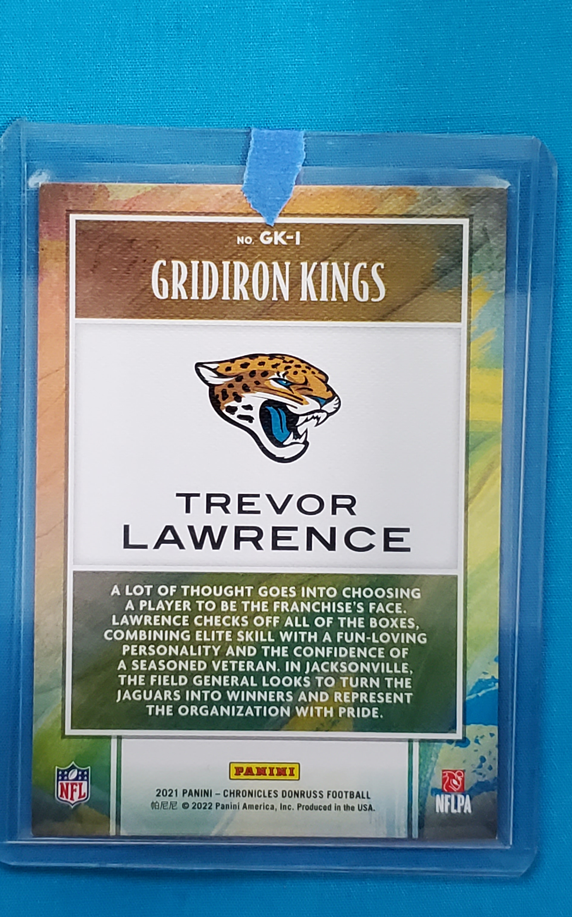 NO. GK-1
GRIDIRON KINGS
TREVOR
LAWRENCE
A LOT OF THOUGHT GOES INTO CHOOSING
A PLAYER TO BE THE FRANCHISE'S FACE.
LAWRENCE CHECKS OFF ALL OF THE BOXES,
COMBINING ELITE SKILL WITH A FUN-LOVING
PERSONALITY AND THE CONFIDENCE OF
A SEASONED VETERAN. IN JACKSONVILLE,
THE FIELD GENERAL LOOKS TO TURN THE
JAGUARS INTO WINNERS AND REPRESENT
THE ORGANIZATION WITH PRIDE.
PANINI
NFL
NFLPA
2021 PANINI – CHRONICLES DONRUSS FOOTBALL
帕尼尼 © 2022 Panini America, Inc. Produced in the USA.